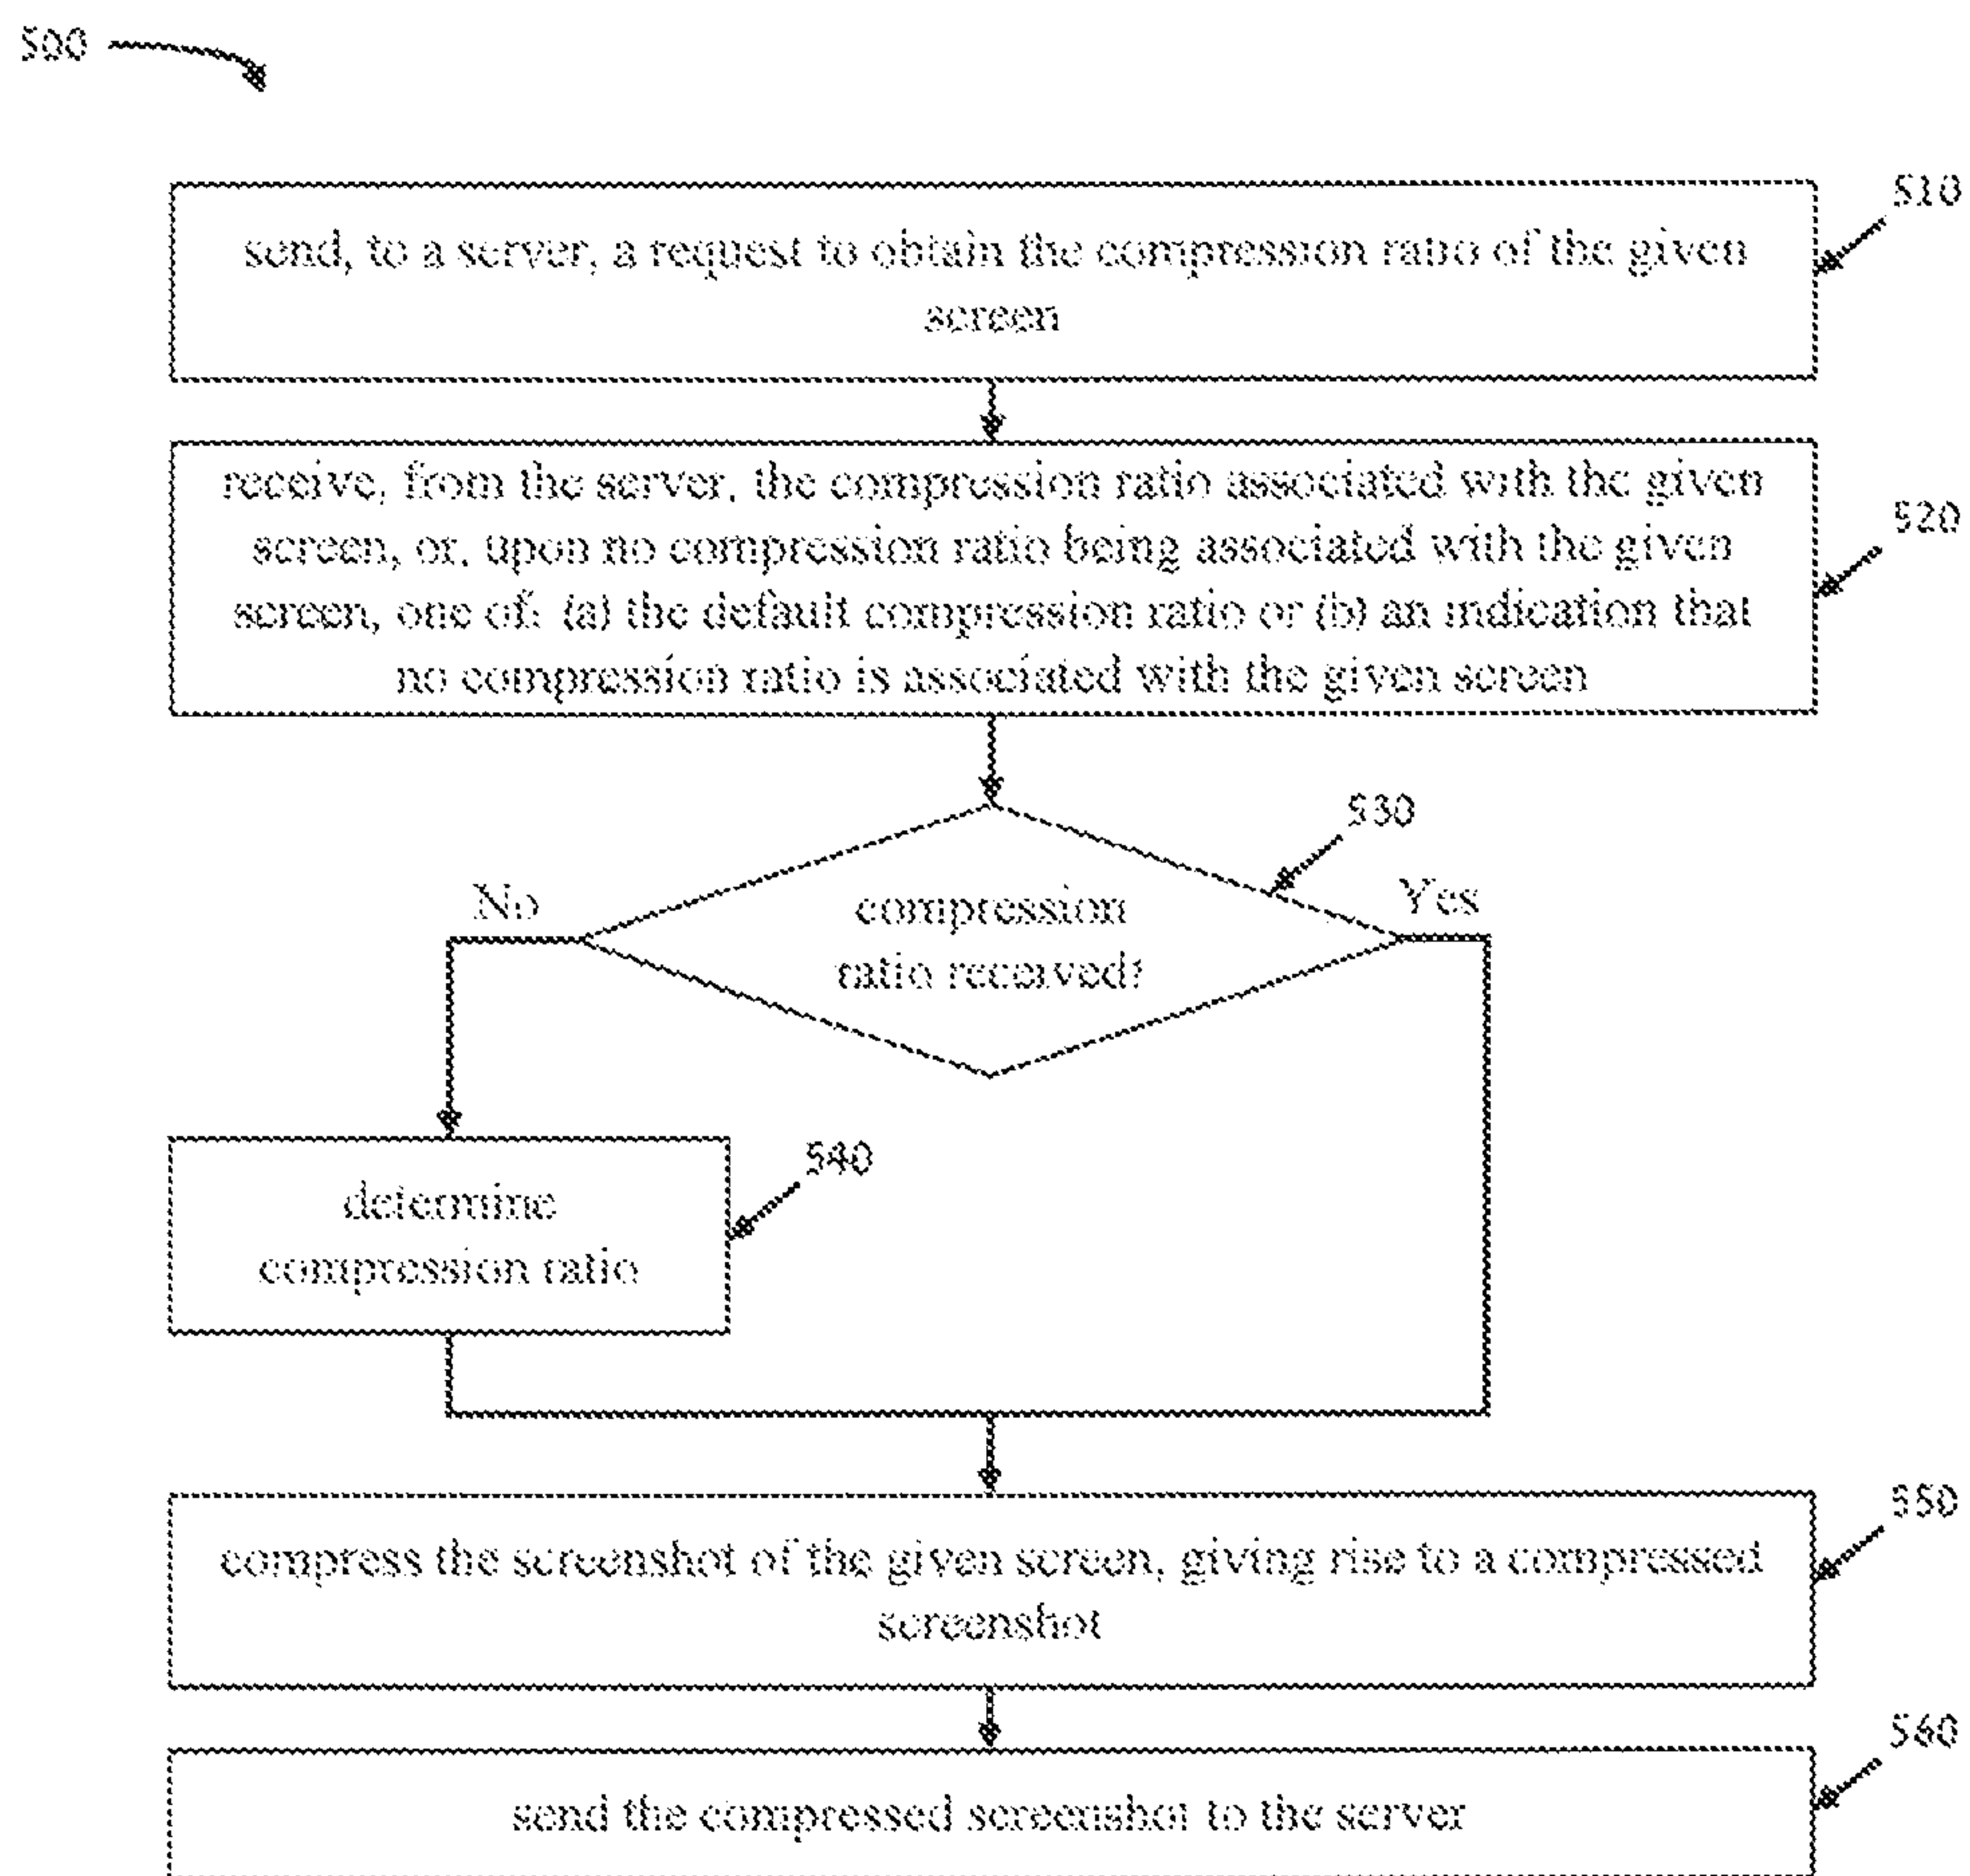 500
510
send, to a server, a request to obtain the compression ratio of the given
screen
receive, from the server, the compression ratio associated with the given
screen, or, upon no compression ratio being associated with the given
screen, one of: (a) the default compression ratio or (b) an indication that
no compression ratio is associated with the given screen
520
530
No
Yes
compression
ratio received?
540
determine
compression ratio
550
compress the screenshot of the given screen, giving rise to a compressed
screenshot
560
send the compressed screenshot to the server